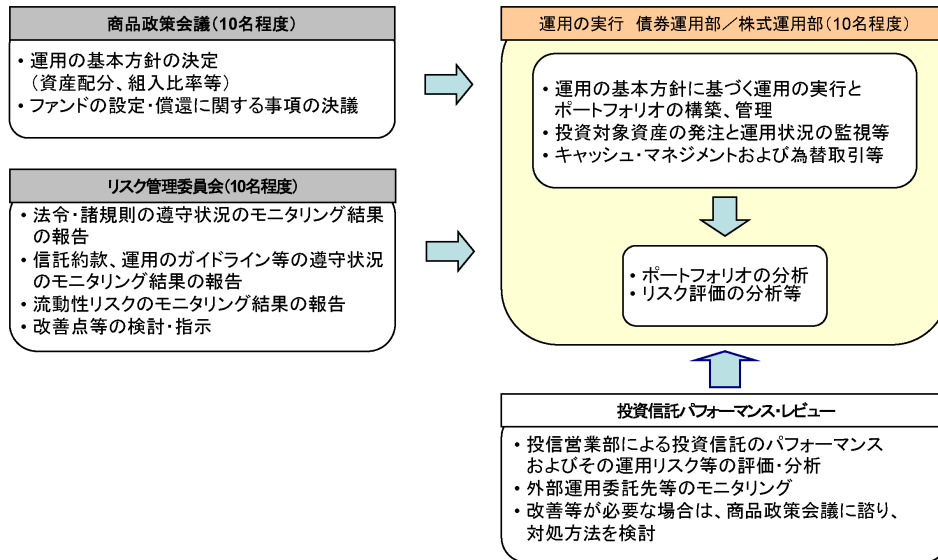 商品政策会議(10名程度)
・運用の基本方針の決定
(資産配分、組入比率等)
・ファンドの設定・償還に関する事項の決議
リスク管理委員会(10名程度)
・法令・諸規則の遵守状況のモニタリング結果
の報告
・信託約款、運用のガイドライン等の遵守状況
のモニタリング結果の報告
・流動性リスクのモニタリング結果の報告
・改善点等の検討・指示
運用の実行 債券運用部/株式運用部(10名程度)
・運用の基本方針に基づく運用の実行と
ポートフォリオの構築、管理
・投資対象資産の発注と運用状況の監視等
・キャッシュ・マネジメントおよび為替取引等
・ポートフォリオの分析
・リスク評価の分析等
投資信託パフォーマンス・レビュー
・投信営業部による投資信託のパフォーマンス
およびその運用リスク等の評価・分析
・外部運用委託先等のモニタリング
・改善等が必要な場合は、商品政策会議に諮り、
対処方法を検討